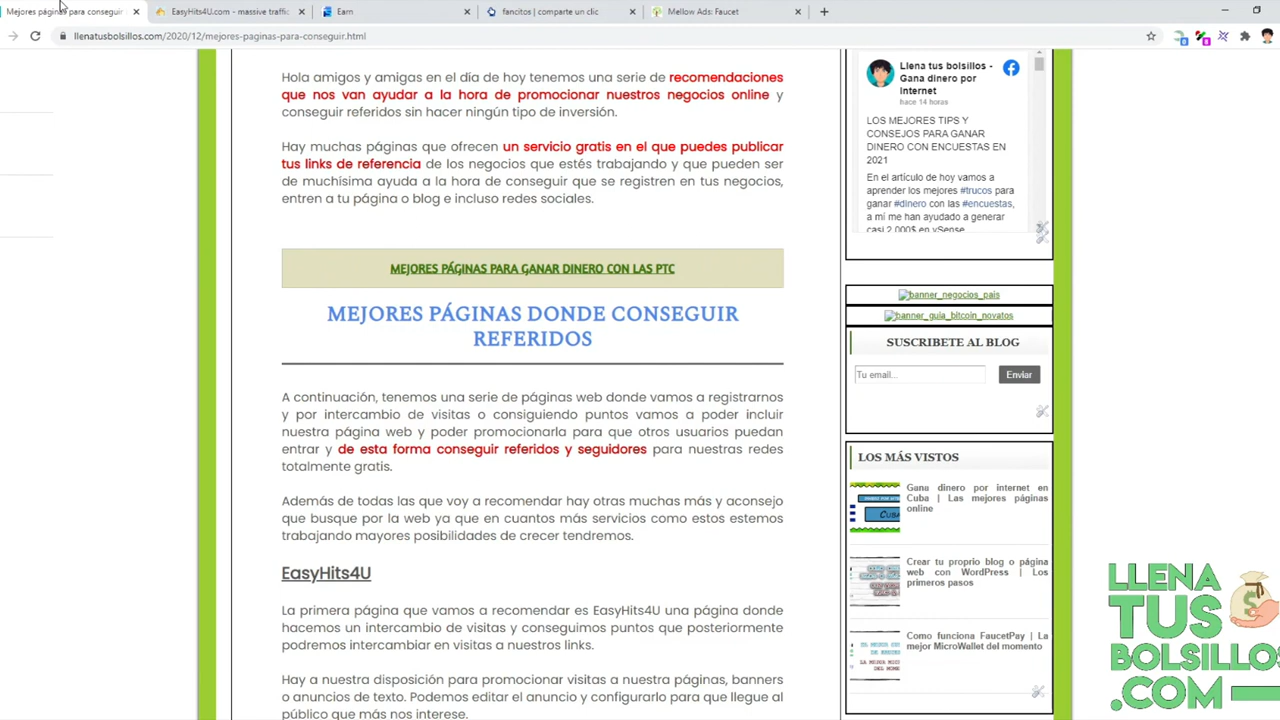 Mejores páginas para conseguir
EasyHits4U.com - massive traffic
Earn
fancitos | comparte un clic
Mellow Ads: Faucet
llenatusbolsillos.com/2020/12/mejores-paginas-para-conseguir.html
Hola amigos y amigas en el día de hoy tenemos una serie de recomendaciones
que nos van ayudar a la hora de promocionar nuestros negocios online y
conseguir referidos sin hacer ningún tipo de inversión.
Hay muchas páginas que ofrecen un servicio gratis en el que puedes publicar
tus links de referencia de los negocios que estés trabajando y que pueden ser
de muchísima ayuda a la hora de conseguir que se registren en tus negocios,
entren a tu página o blog e incluso redes sociales.
MEJORES PÁGINAS PARA GANAR DINERO CON LAS PTC
MEJORES PÁGINAS DONDE CONSEGUIR
REFERIDOS
A continuación, tenemos una serie de páginas web donde vamos a registrarnos
y por intercambio de visitas o consiguiendo puntos vamos a poder incluir
nuestra página web y poder promocionarla para que otros usuarios puedan
entrar y de esta forma conseguir referidos y seguidores para nuestras redes
totalmente gratis.
Además de todas las que voy a recomendar hay otras muchas más y aconsejo
que busque por la web ya que en cuantos más servicios como estos estemos
trabajando mayores posibilidades de crecer tendremos.
EasyHits4U
La primera página que vamos a recomendar es EasyHits4U una página donde
hacemos un intercambio de visitas y conseguimos puntos que posteriormente
podremos intercambiar en visitas a nuestros links.
Hay a nuestra disposición para promocionar visitas a nuestra páginas, banners
o anuncios de texto. Podemos editar el anuncio y configurarlo para que llegue al
público que más nos interese.
Llena tus bolsillos -
Gana dinero por
Internet
hace 14 horas
LOS MEJORES TIPS Y
CONSEJOS PARA GANAR
DINERO CON ENCUESTAS EN
2021
En el artículo de hoy vamos a
aprender los mejores #trucos para
ganar #dinero con las #encuestas,
a mí me han ayudado a generar
casi 2.000$ en ySense
banner_negocios_pais
banner_guia_bitcoin_novatos
SUSCRIBETE AL BLOG
Tu email...
Enviar
LOS MÁS VISTOS
Gana dinero por internet en
Cuba | Las mejores páginas
online
Crear tu propio blog o página
web con WordPress | Los
primeros pasos
Como funciona FaucetPay | La
mejor MicroWallet del momento
LLENA
TUS
BOLSILLOS
.COM